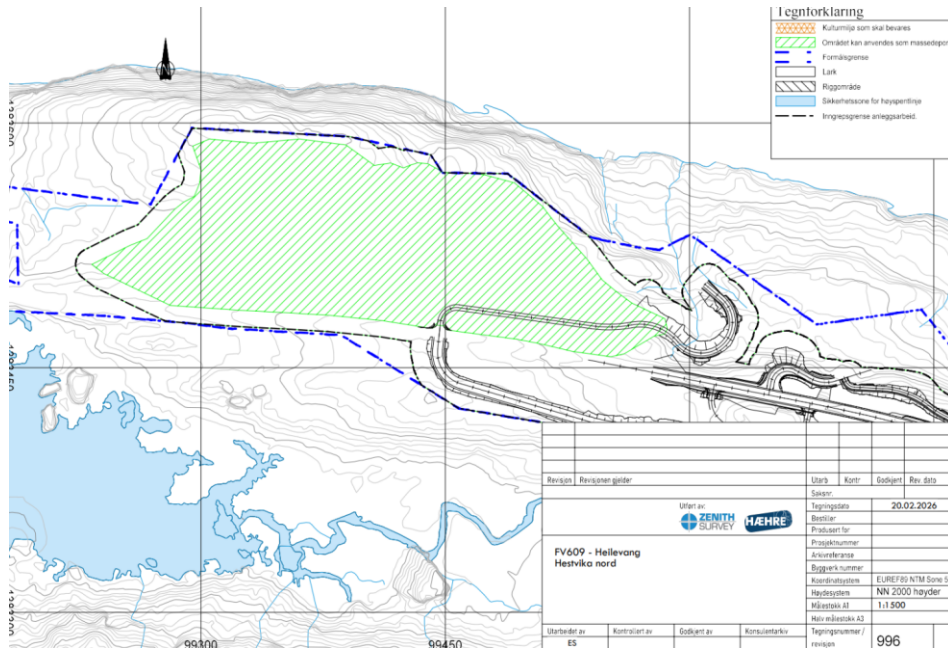 Tegnforklaring
Kulturmiljø som skal bevares
Området kan anvendes som massedepor
Formålsgrense
Lark
Riggområde
Sikkerhetssone for høyspentlinje
Inngrepsgrense anleggsarbeid.
N
99300
99450
Revisjon Revisjonen gjelder Utarb Kontr Godkjent Rev. dato
Saksnr.
Utført av:
ZENITH SURVEY
HÆHRE
Tegningsdato 20.02.2026
Bestiller
Produsert for
Prosjektnummer
FV609 - Heilevang
Hestvika nord
Arkivreferanse
Byggverk nummer
Koordinatsystem EUREF89 NTM Sone 5
Høydesystem NN 2000 høyder
Målestokk A1 1:1500
Halv målestokk A3
Utarbeidet av Kontrollert av Godkjent av Konsulentarkiv
ES
Tegningsnummer / revisjon 996